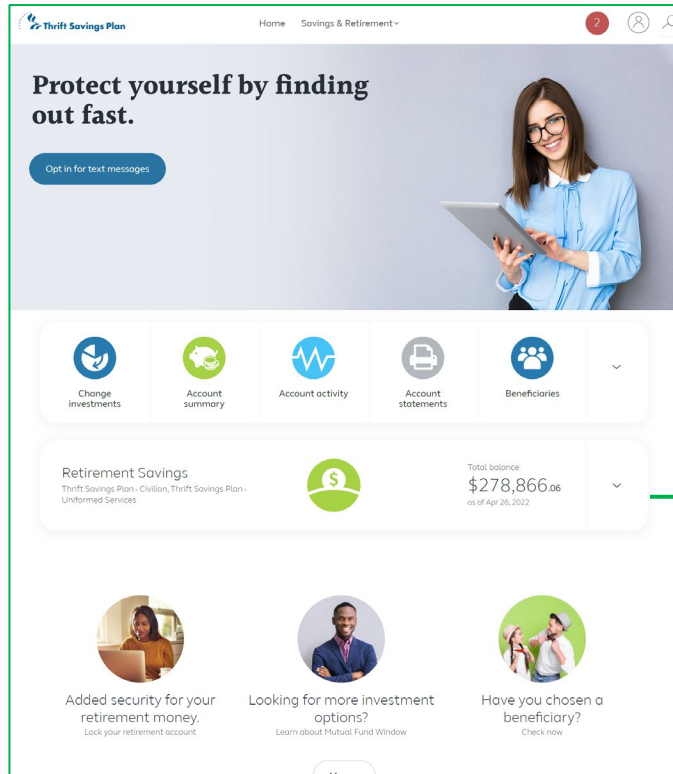 Thrift Savings Plan
Home Savings & Retirement
2
Protect yourself by finding
out fast.
Opt in for text messages
Change
investments
Account
summary
Account activity
Account
statements
Beneficiaries
Retirement Savings
Thrift Savings Plan - Civilian, Thrift Savings Plan -
Uniformed Services
$
Total balance
$278,866.06
as of Apr 26, 2022
Added security for your
retirement money.
Lock your retirement account
Looking for more investment
options?
Learn about Mutual Fund Window
Have you chosen a
beneficiary?
Check now